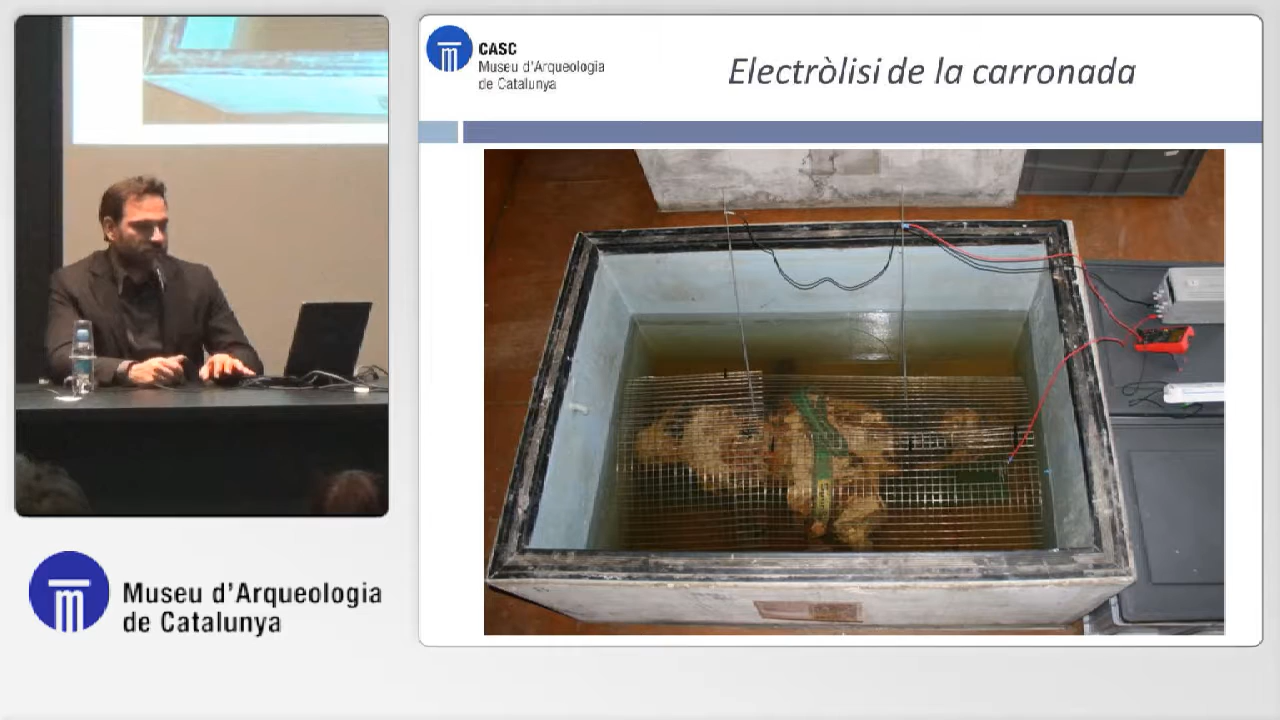 CASC
Museu d'Arqueologia
de Catalunya
Electròlisi de la carronada
Museu d'Arqueologia
de Catalunya